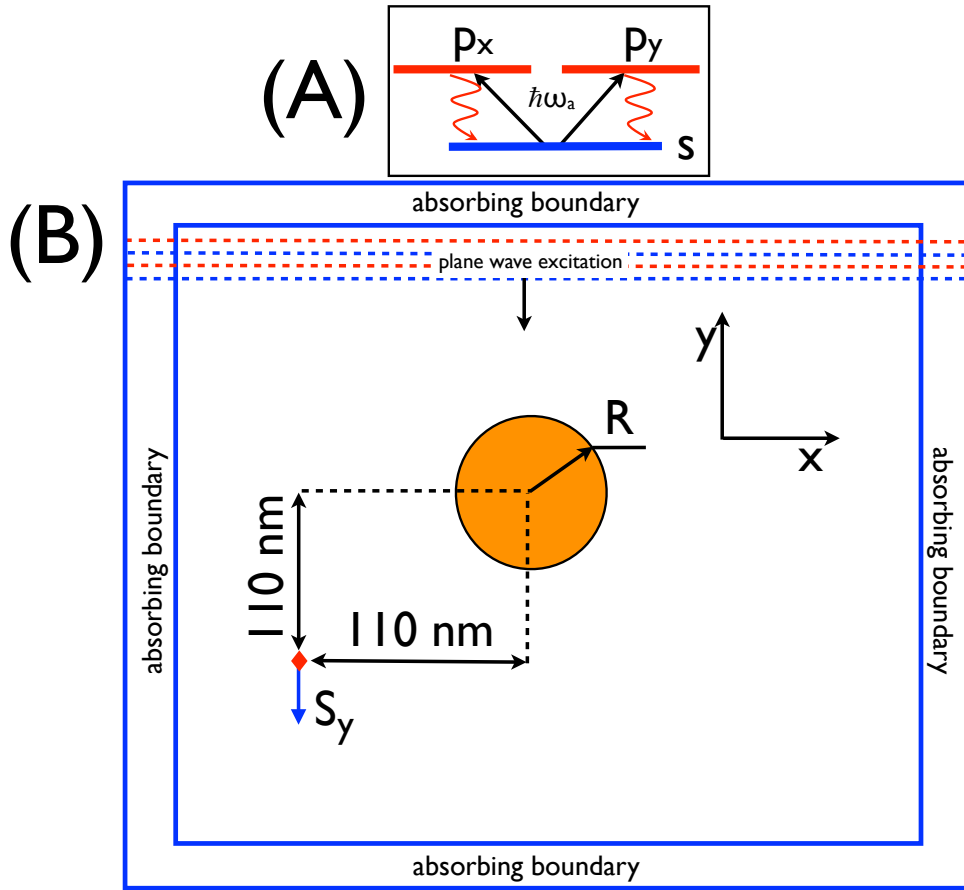 (A)
px
py
ħωa
s
(B)
absorbing boundary
plane wave excitation
y
x
R
absorbing boundary
absorbing boundary
110 nm
110 nm
Sy
absorbing boundary